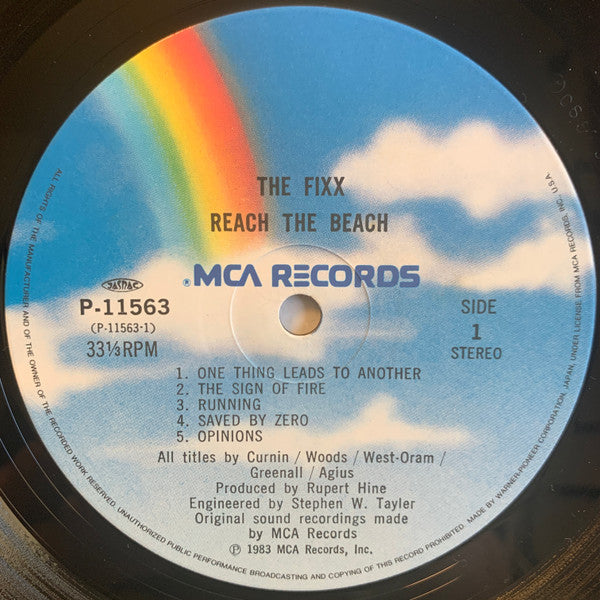 THE FIXX
REACH THE BEACH
® MCA RECORDS
JASRAC
P-11563
(P-11563-1)
33⅓RPM
SIDE
1
STEREO
1. ONE THING LEADS TO ANOTHER
2. THE SIGN OF FIRE
3. RUNNING
4. SAVED BY ZERO
5. OPINIONS
All titles by Curnin / Woods / West-Oram /
Greenall / Agius
Produced by Rupert Hine
Engineered by Stephen W. Tayler
Original sound recordings made
by MCA Records
Ⓟ 1983 MCA Records, Inc.
ALL RIGHTS OF THE MANUFACTURER AND OF THE OWNER OF THE RECORDED WORK RESERVED. UNAUTHORIZED PUBLIC PERFORMANCE BROADCASTING AND COPYING OF THIS RECORD PROHIBITED. MADE BY WARNER-PIONEER CORPORATION, JAPAN, UNDER LICENSE FROM MCA RECORDS, INC. U.S.A.